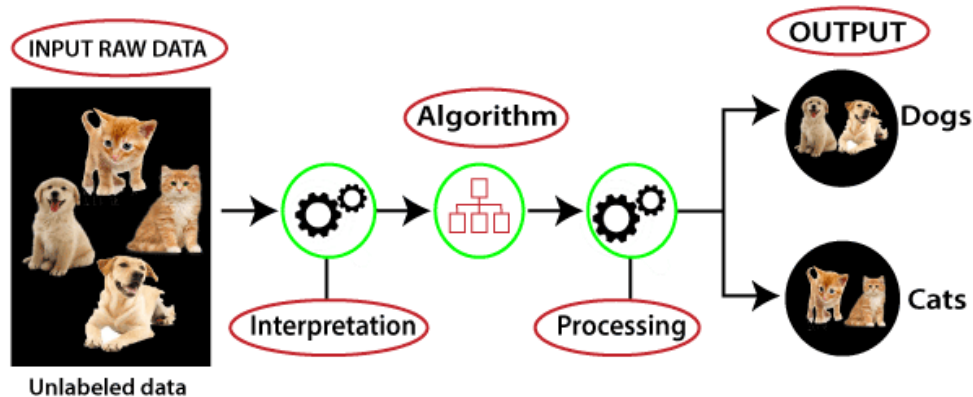 INPUT RAW DATA
Unlabeled data
Interpretation
Algorithm
Processing
OUTPUT
Dogs
Cats